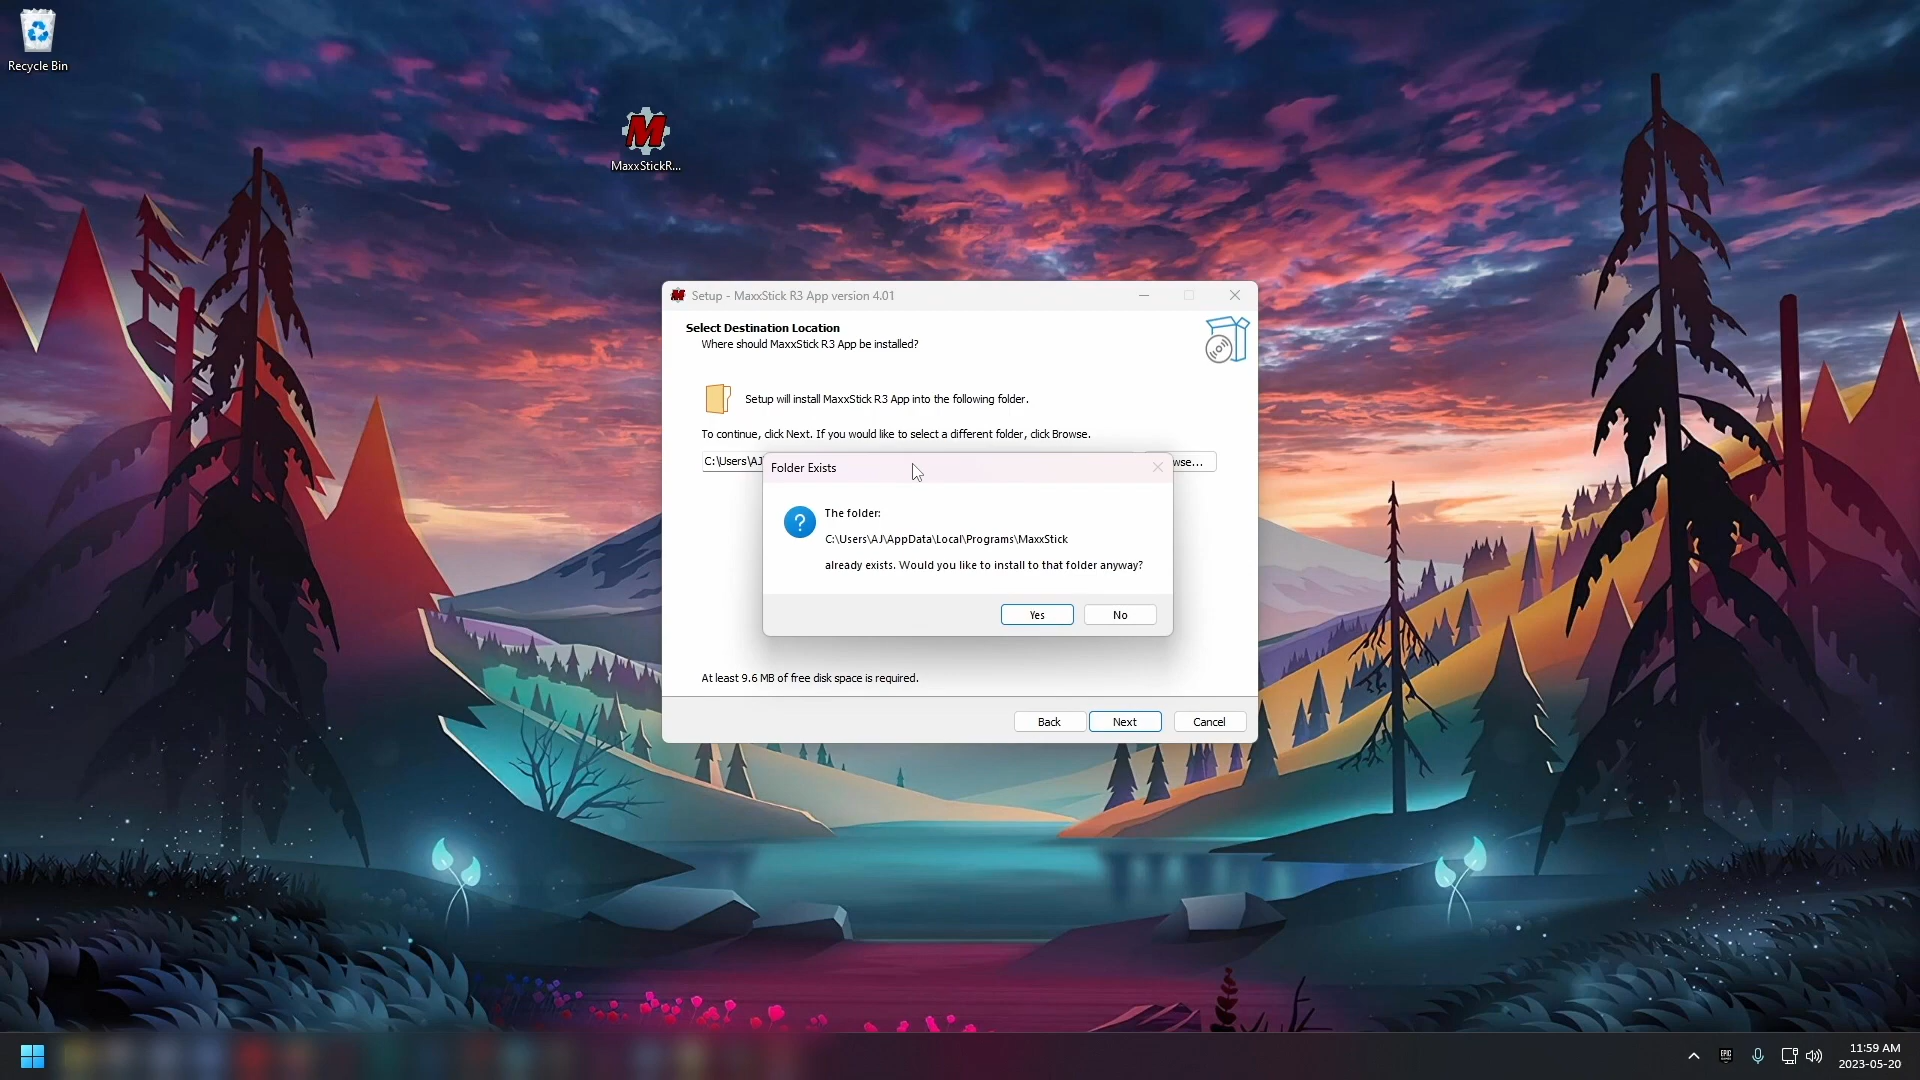 Recycle Bin
MaxxStickR...
Setup - MaxxStick R3 App version 4.01
Select Destination Location
Where should MaxxStick R3 App be installed?
Setup will install MaxxStick R3 App into the following folder.
To continue, click Next. If you would like to select a different folder, click Browse.
C:\Users\AJ
wse...
Folder Exists
?
The folder:
C:\Users\AJ\AppData\Local\Programs\MaxxStick
already exists. Would you like to install to that folder anyway?
Yes
No
At least 9.6 MB of free disk space is required.
Back
Next
Cancel
EPIC
11:59 AM
2023-05-20